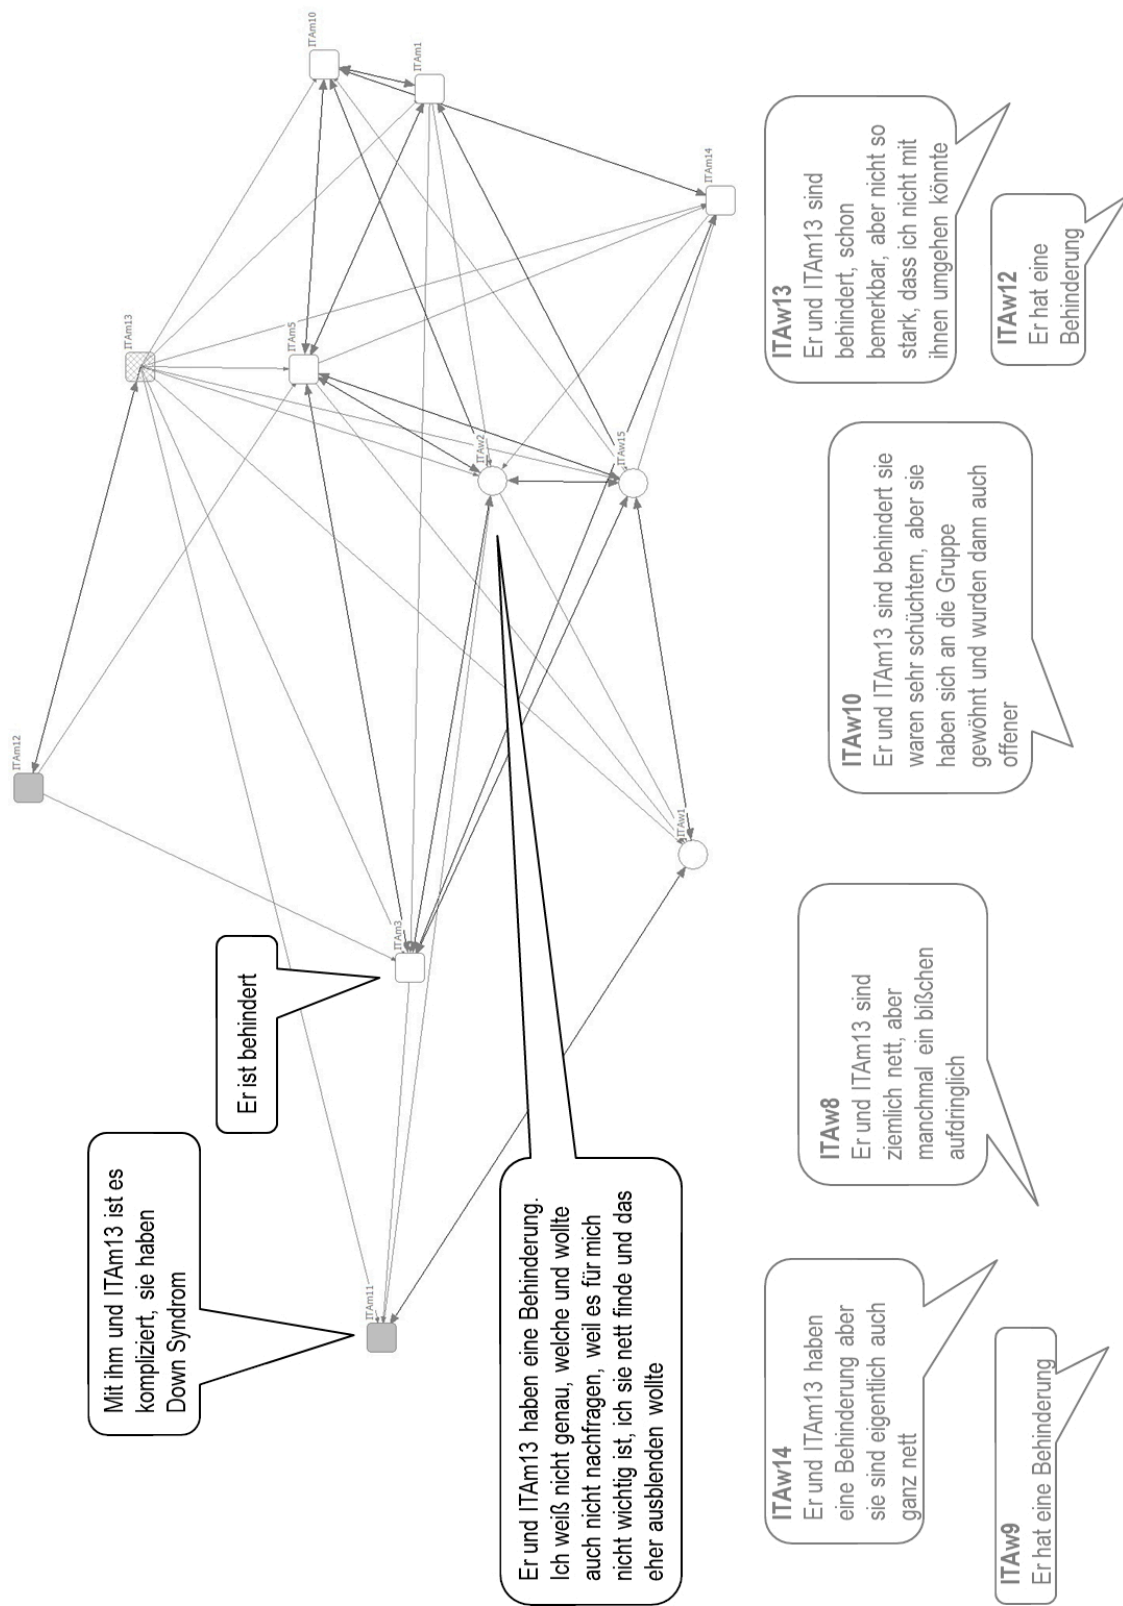 Mit ihm und ITAm13 ist es
kompliziert, sie haben
Down Syndrom
Er ist behindert
ITAm12
ITAm13
ITAm10
ITAm1
ITAm5
ITAm14
ITAw2
ITAw15
ITAm3
ITAw1
ITAm11
Er und ITAm13 haben eine Behinderung.
Ich weiß nicht genau, welche und wollte
auch nicht nachfragen, weil es für mich
nicht wichtig ist, ich sie nett finde und das
eher ausblenden wollte
ITAw14
Er und ITAm13 haben
eine Behinderung aber
sie sind eigentlich auch
ganz nett
ITAw8
Er und ITAm13 sind
ziemlich nett, aber
manchmal ein bißchen
aufdringlich
ITAw10
Er und ITAm13 sind behindert sie
waren sehr schüchtern, aber sie
haben sich an die Gruppe
gewöhnt und wurden dann auch
offener
ITAw13
Er und ITAm13 sind
behindert, schon
bemerkbar, aber nicht so
stark, dass ich nicht mit
ihnen umgehen könnte
ITAw9
Er hat eine Behinderung
ITAw12
Er hat eine
Behinderung